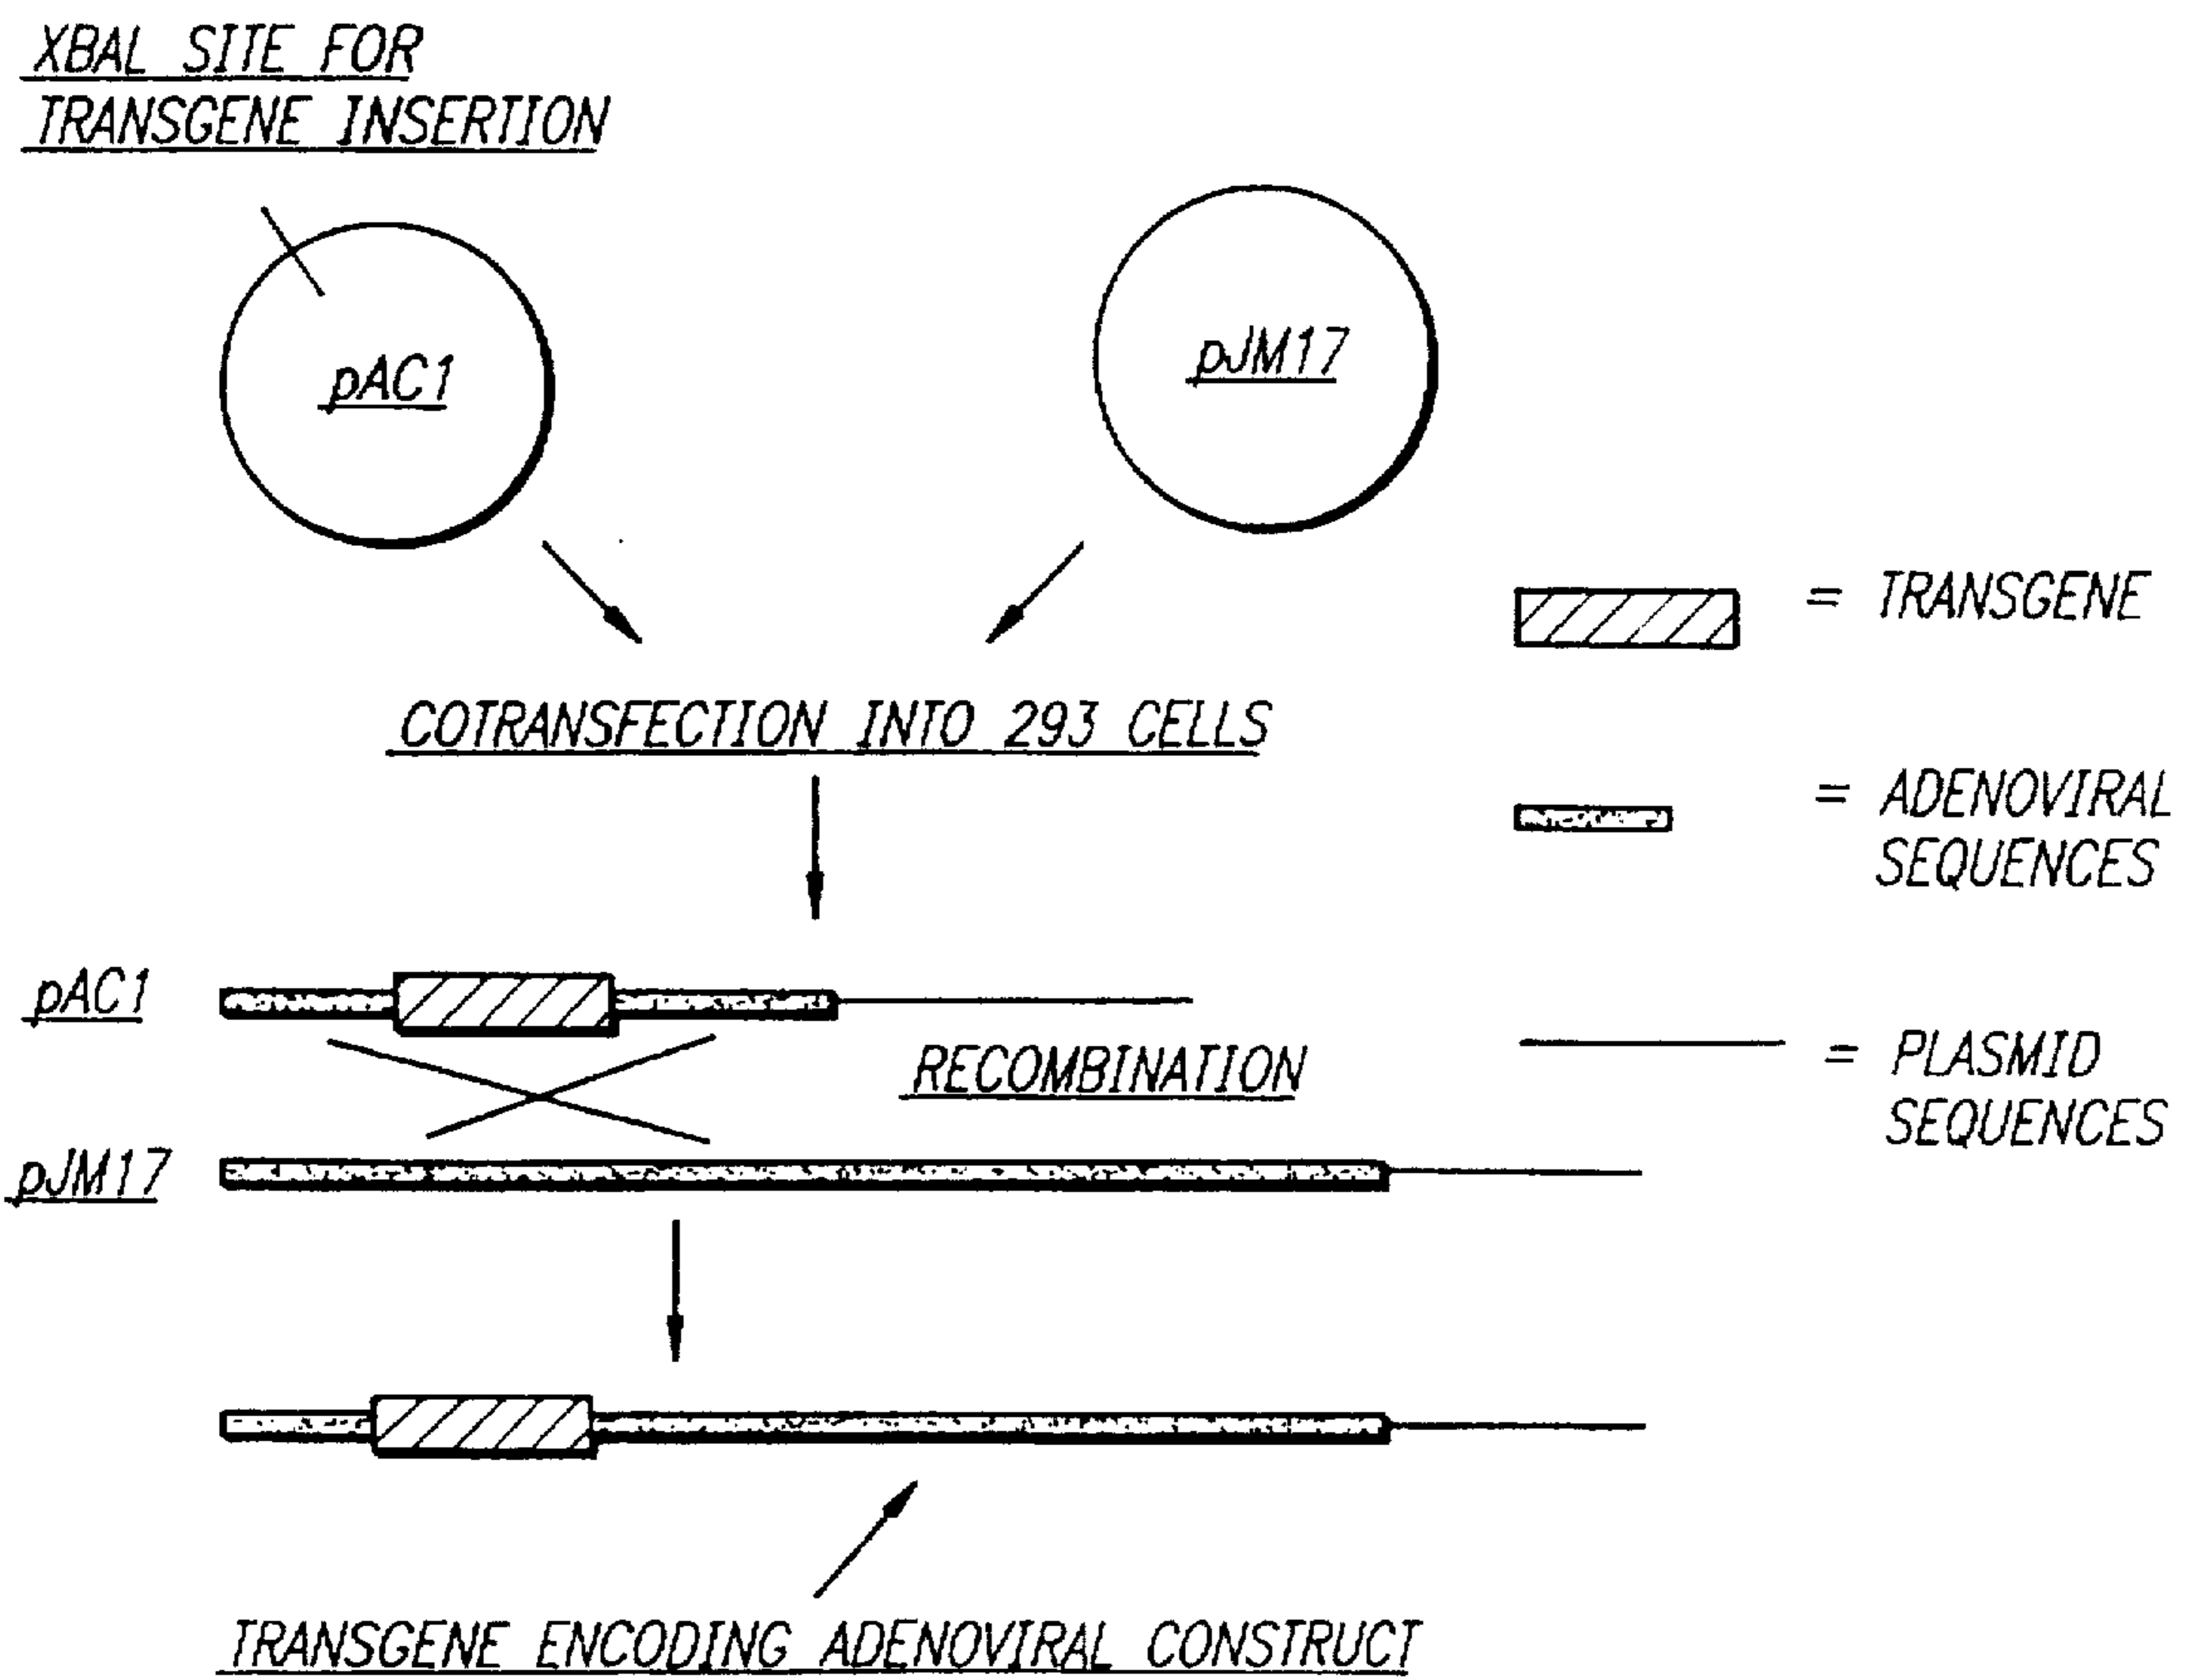 XBAL SITE FOR
TRANSGENE INSERTION
pAC1
pJM17
= TRANSGENE
COTRANSFECTION INTO 293 CELLS
= ADENOVIRAL
SEQUENCES
pAC1
RECOMBINATION
= PLASMID
SEQUENCES
pJM17
TRANSGENE ENCODING ADENOVIRAL CONSTRUCT